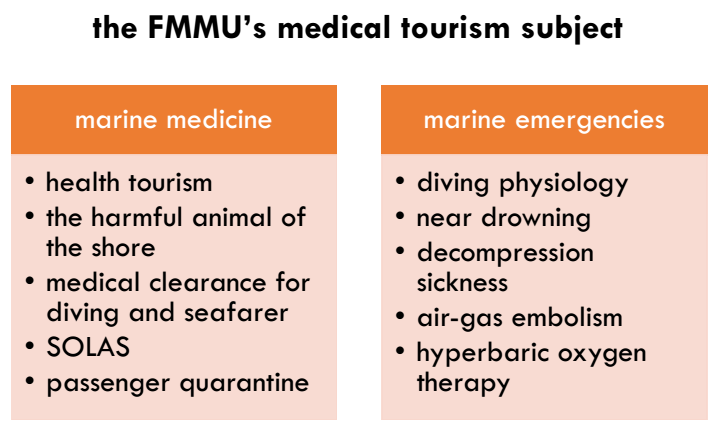 the FMMU's medical tourism subject
marine medicine
• health tourism
• the harmful animal of
the shore
• medical clearance for
diving and seafarer
• SOLAS
• passenger quarantine
marine emergencies
• diving physiology
• near drowning
• decompression
sickness
• air-gas embolism
• hyperbaric oxygen
therapy